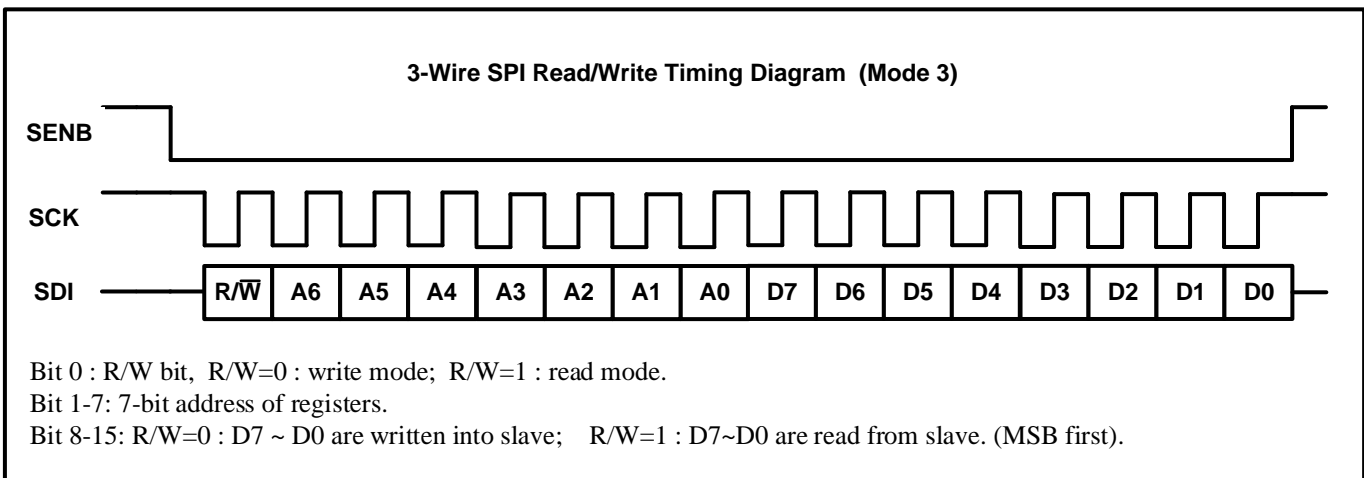 3-Wire SPI Read/Write Timing Diagram (Mode 3)
SENB
SCK
SDI R/W̅ A6 A5 A4 A3 A2 A1 A0 D7 D6 D5 D4 D3 D2 D1 D0
Bit 0 : R/W bit, R/W=0 : write mode; R/W=1 : read mode.
Bit 1-7: 7-bit address of registers.
Bit 8-15: R/W=0 : D7 ~ D0 are written into slave; R/W=1 : D7~D0 are read from slave. (MSB first).